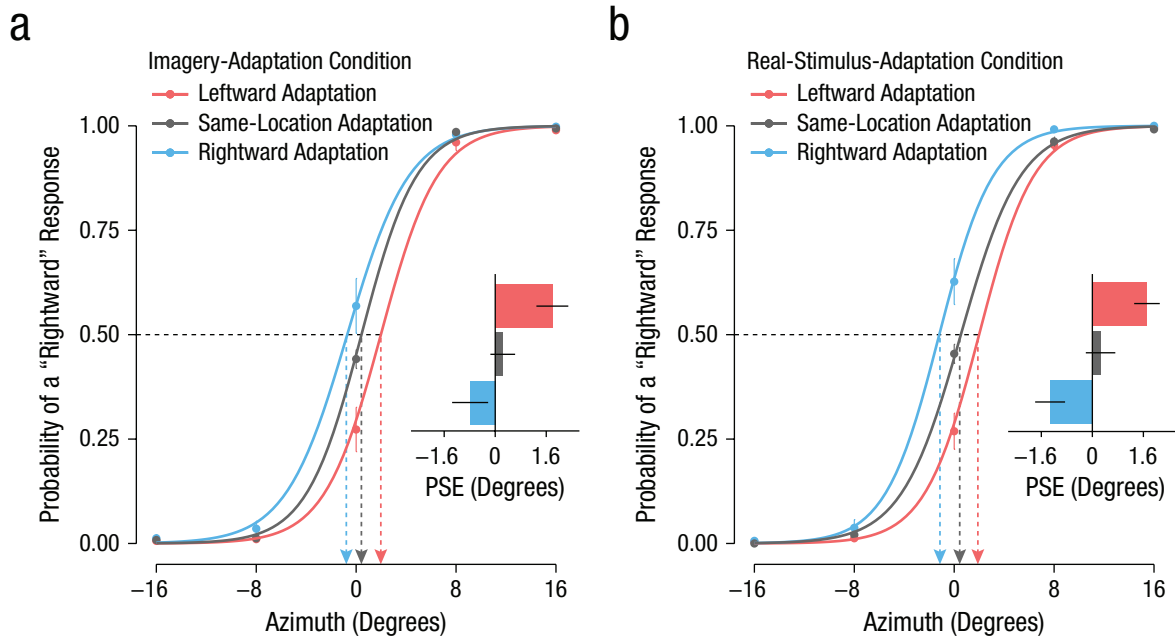 a
Imagery-Adaptation Condition
Leftward Adaptation
Same-Location Adaptation
Rightward Adaptation
Probability of a “Rightward” Response
1.00
0.75
0.50
0.25
0.00
−16
−8
0
8
16
Azimuth (Degrees)
−1.6
0
1.6
PSE (Degrees)
b
Real-Stimulus-Adaptation Condition
Leftward Adaptation
Same-Location Adaptation
Rightward Adaptation
Probability of a “Rightward” Response
1.00
0.75
0.50
0.25
0.00
−16
−8
0
8
16
Azimuth (Degrees)
−1.6
0
1.6
PSE (Degrees)